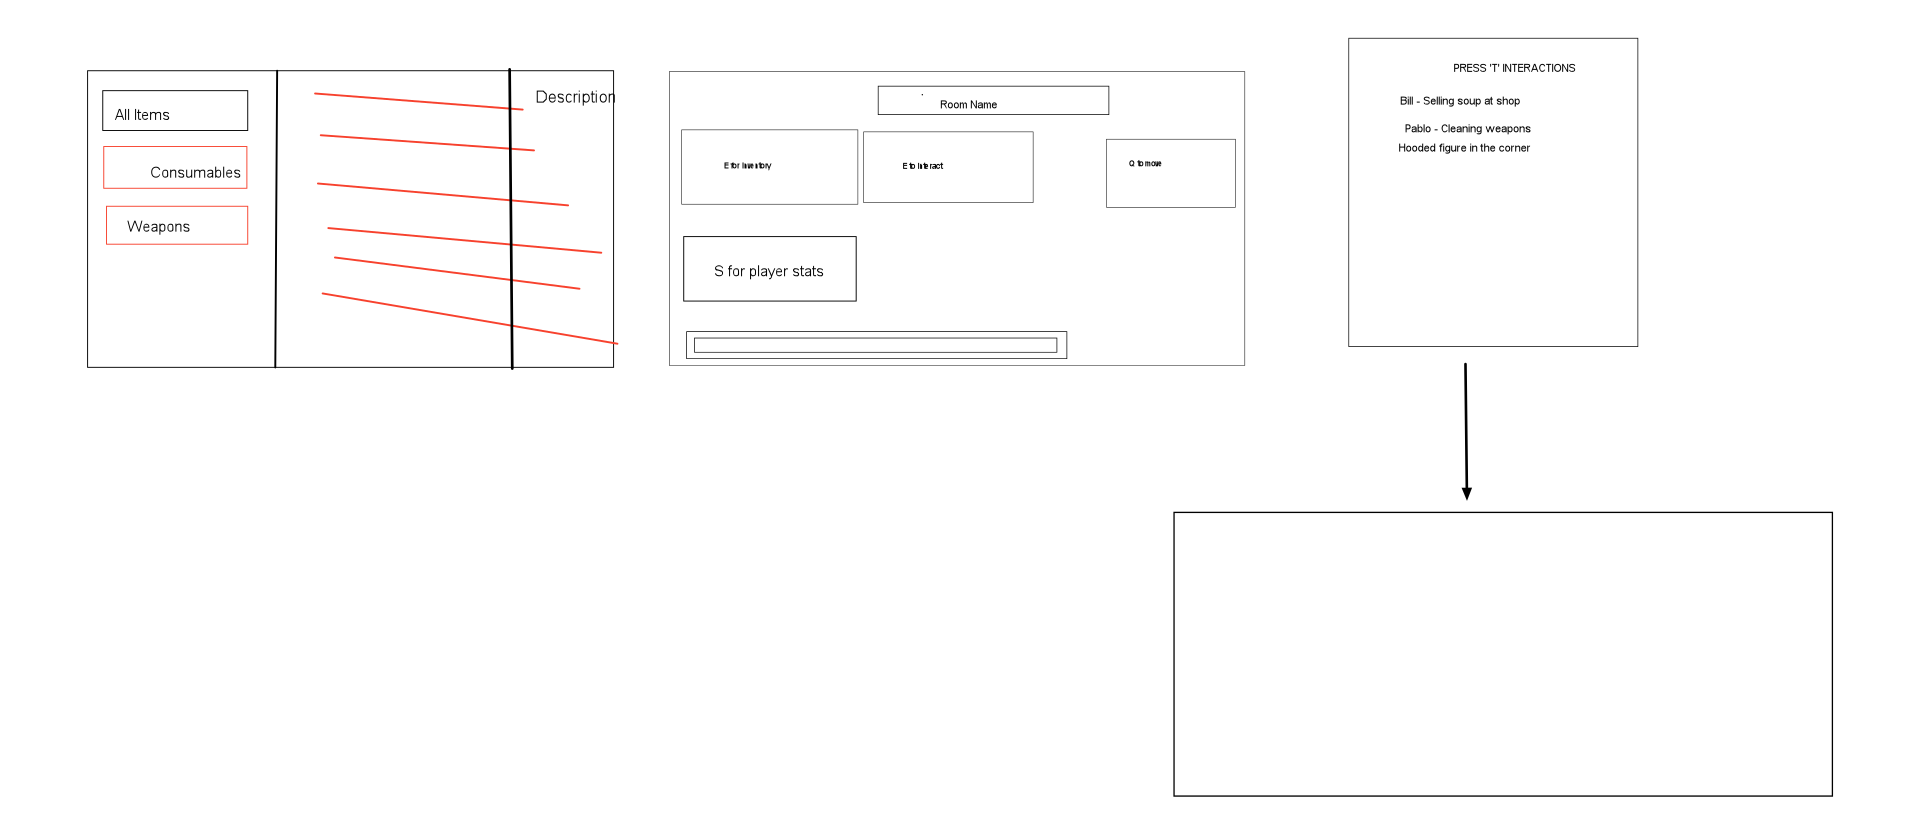 All Items
Consumables
Weapons
Description
Room Name
E for Inventory
E to Interact
Q to move
S for player stats
PRESS 'T' INTERACTIONS
Bill - Selling soup at shop
Pablo - Cleaning weapons
Hooded figure in the corner